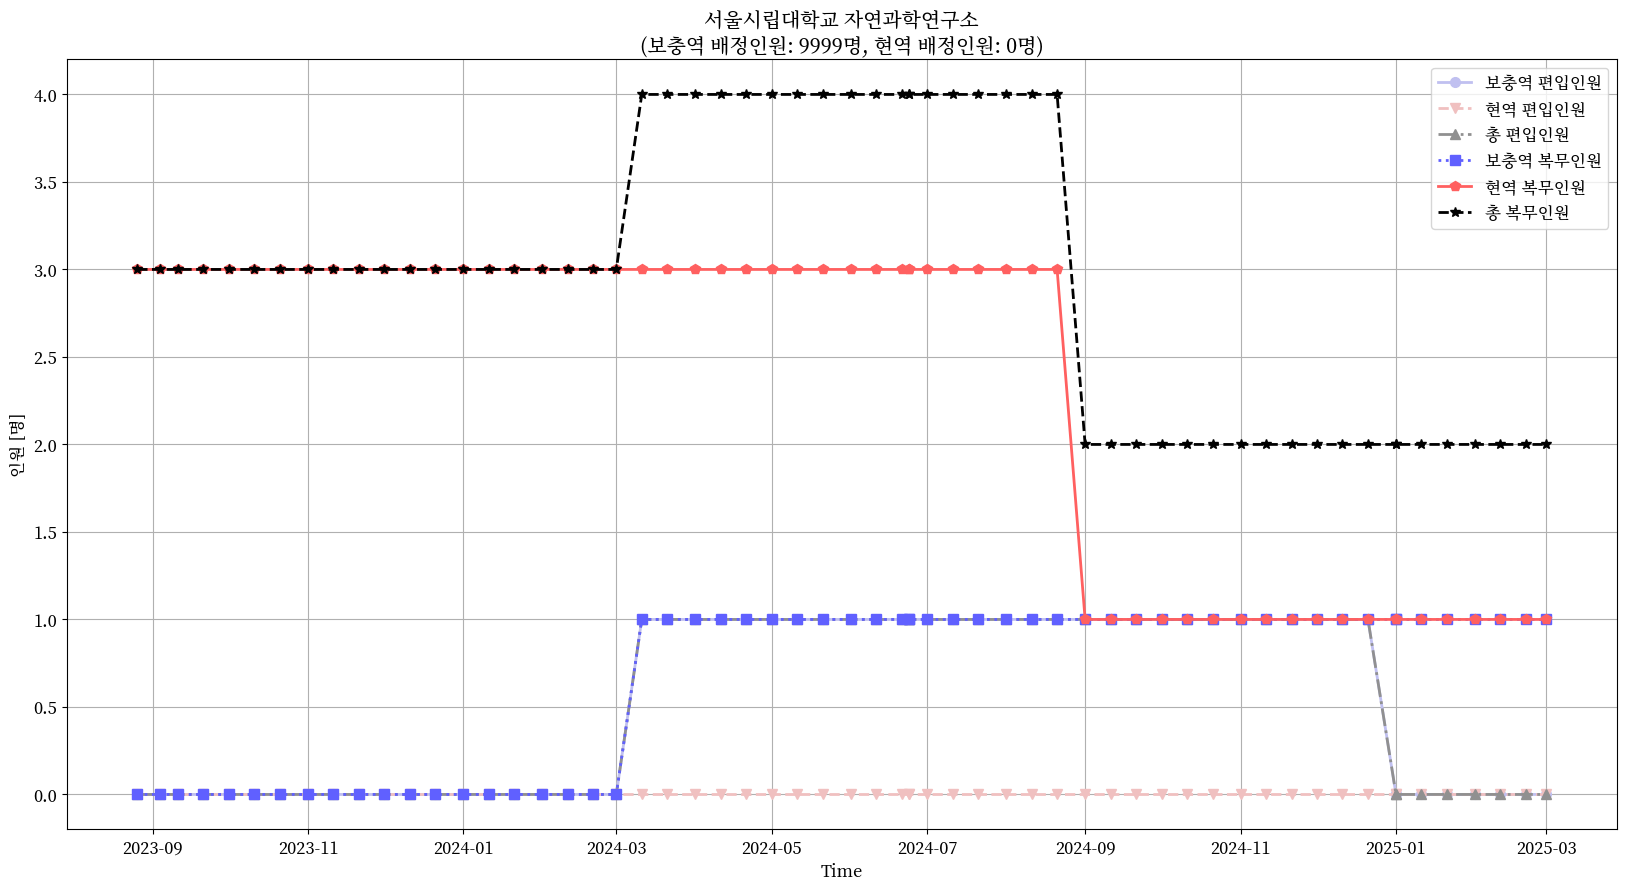 서울시립대학교 자연과학연구소
(보충역 배정인원: 9999명, 현역 배정인원: 0명)
보충역 편입인원
현역 편입인원
총 편입인원
보충역 복무인원
현역 복무인원
총 복무인원
인원 [명]
4.0
3.5
3.0
2.5
2.0
1.5
1.0
0.5
0.0
2023-09
2023-11
2024-01
2024-03
2024-05
2024-07
2024-09
2024-11
2025-01
2025-03
Time